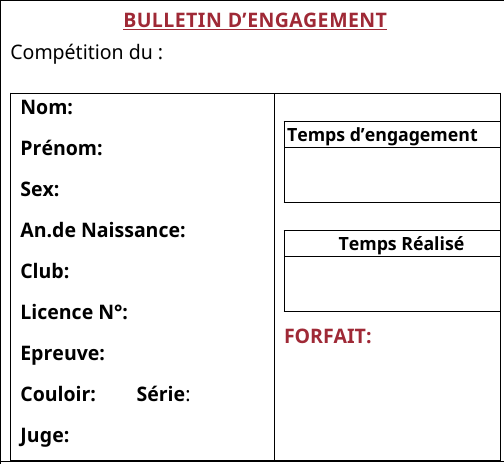 BULLETIN D’ENGAGEMENT
Compétition du :
Nom:
Prénom:
Sex:
An.de Naissance:
Club:
Licence N°:
Epreuve:
Couloir: Série:
Juge:
Temps d’engagement
Temps Réalisé
FORFAIT: